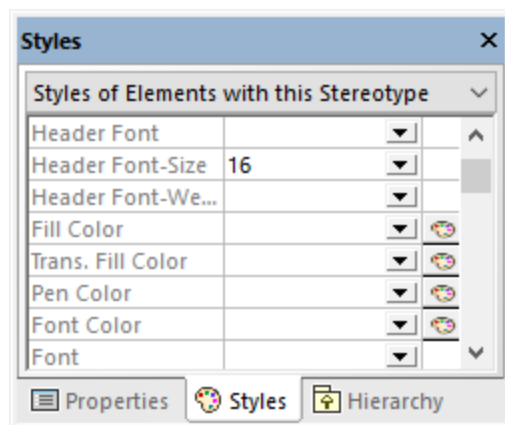 Styles
Styles of Elements with this Stereotype
Header Font
Header Font-Size 16
Header Font-We...
Fill Color
Trans. Fill Color
Pen Color
Font Color
Font
Properties Styles Hierarchy